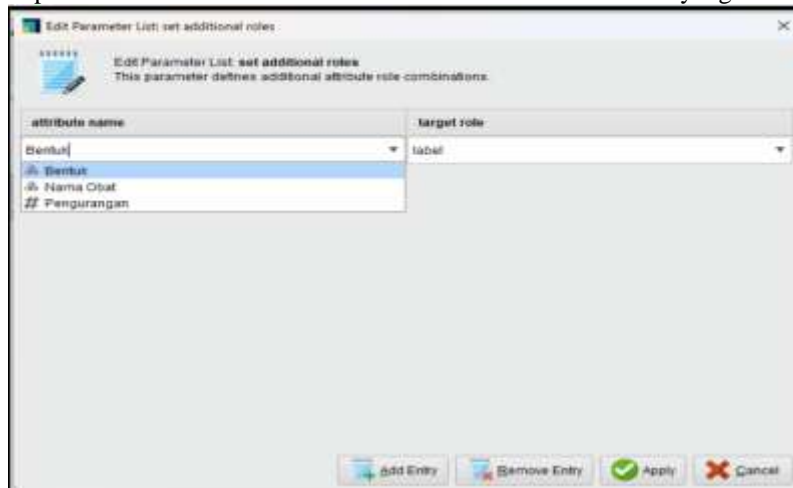 Edit Parameter List: set additional roles
Edit Parameter List: set additional roles
This parameter defines additional attribute role combinations.
attribute name target role
Bentuk label
Bentuk
Nama Obat
# Pengurangan
Add Entry Remove Entry Apply Cancel